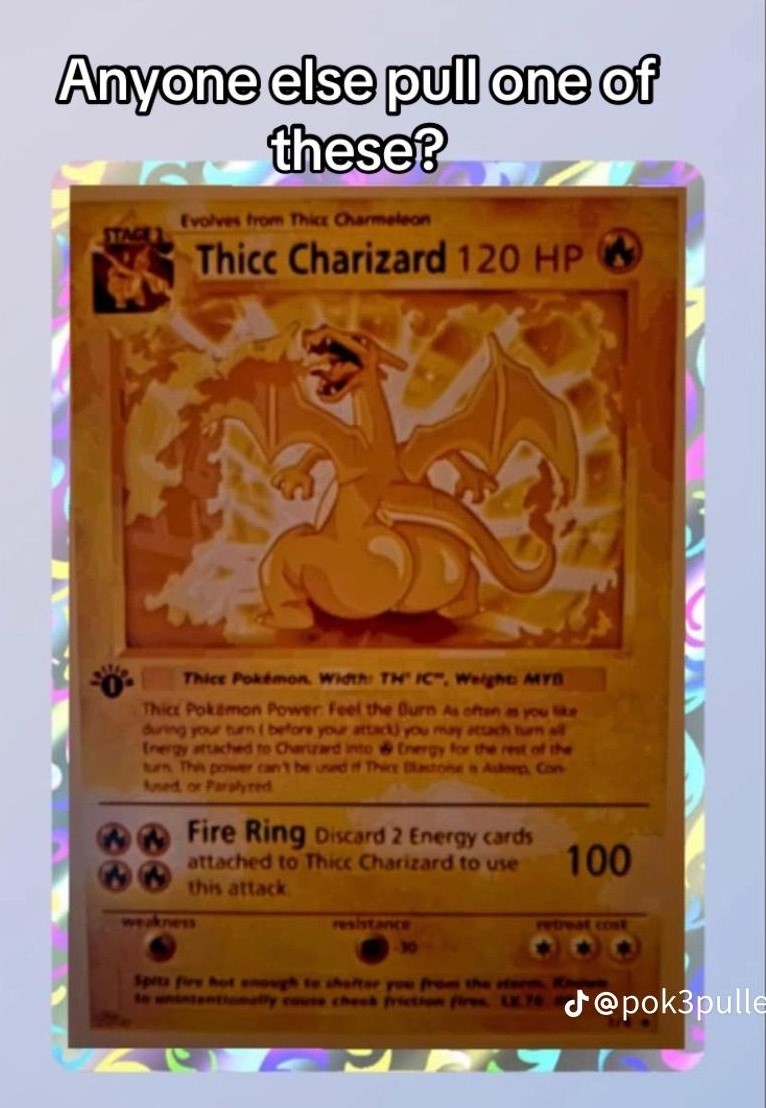 Anyone else pull one of
these?
Evolves from Thicc Charmeleon
STAGE 2
Thicc Charizard 120 HP
Thicc Pokémon. Width: TH' IC", Weight: MYB
Thicc Pokémon Power: Feel the Burn As often as you like
during your turn (before your attack) you may attach turn all
Energy attached to Charizard into Energy for the rest of the
turn. This power can't be used if Thicc Blastoise is Asleep, Con-
fused, or Paralyzed.
Fire Ring Discard 2 Energy cards
attached to Thicc Charizard to use
this attack
100
weakness
resistance
retreat cost
-30
Spits fire hot enough to shelter you from the storm. Known
to unintentionally cause cheek friction fires. LV. 76
@pok3pulle